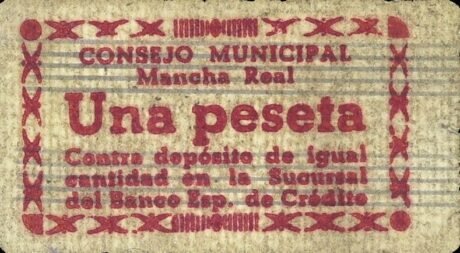 CONSEJO MUNICIPAL
Mancha Real
Una peseta
Contra depósito de igual
cantidad en la Sucursal
del Banco Esp. de Crédito